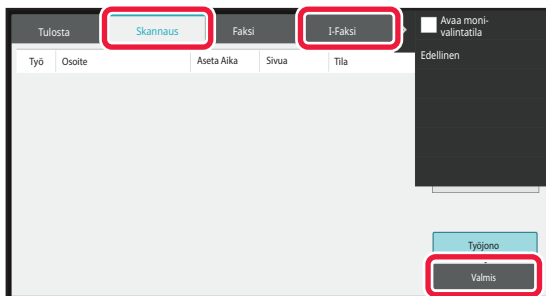 Tulosta Skannaus Faksi I-Faksi
Avaa moni-
valintatila
Edellinen
Työ Osoite Aseta Aika Sivua Tila
Työjono
Valmis